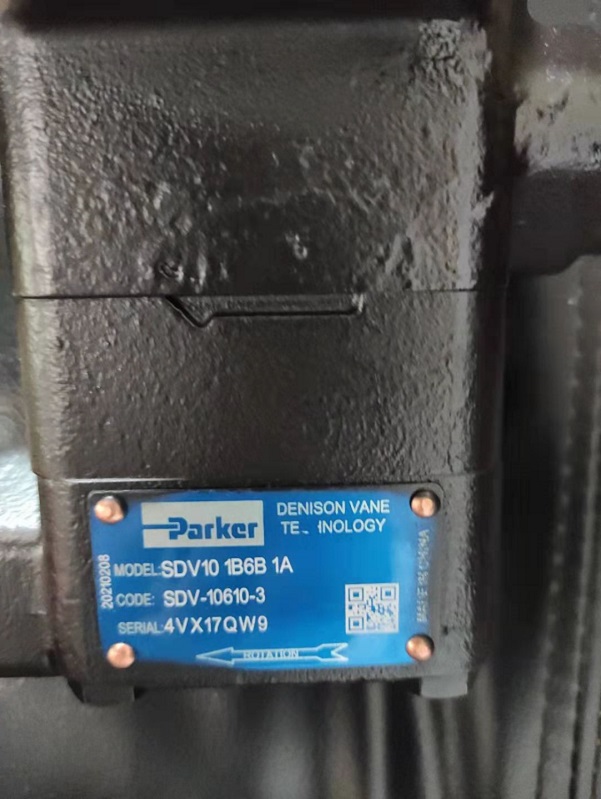 Parker
DENISON VANE
TE HNOLOGY
20210208
MODEL: SDV10 1B6B 1A
CODE: SDV-10610-3
SERIAL: 4VX17QW9
MADE IN CHINA
ROTATION